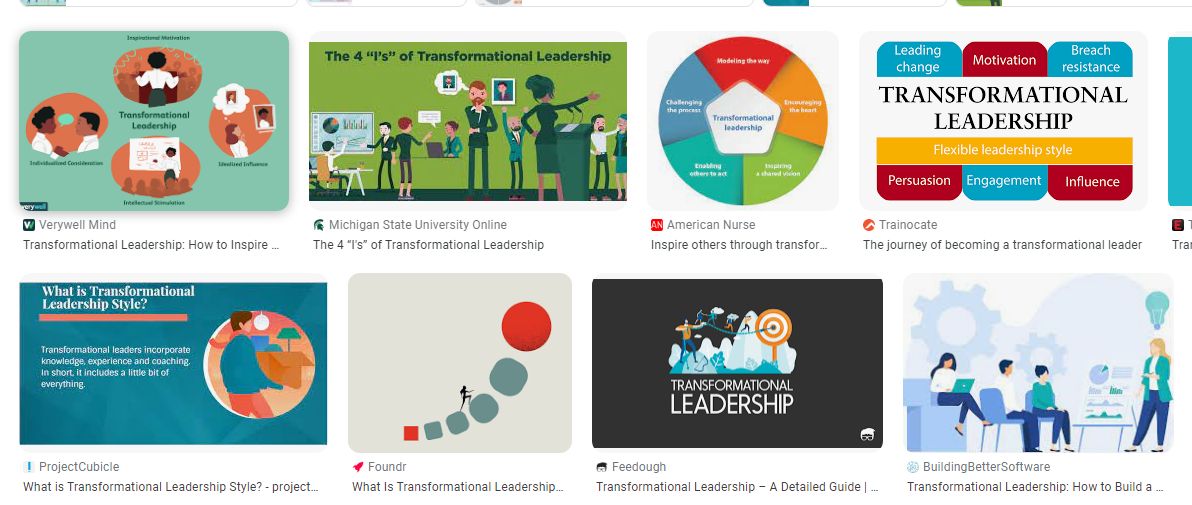 Inspirational Motivation
Transformational
Leadership
Individualized Consideration
Idealized Influence
Intellectual Stimulation
verywell
The 4 “I’s” of Transformational Leadership
Modeling the way
Challenging
the process
Encouraging
the heart
Transformational
leadership
Enabling
others to act
Inspiring
a shared vision
Leading
change
Motivation
Breach
resistance
TRANSFORMATIONAL
LEADERSHIP
Flexible leadership style
Persuasion
Engagement
Influence
Verywell Mind
Transformational Leadership: How to Inspire ...
Michigan State University Online
The 4 “I’s” of Transformational Leadership
AN
American Nurse
Inspire others through transfor...
Trainocate
The journey of becoming a transformational leader
E
Trar
What is Transformational
Leadership Style?
Transformational leaders incorporate
knowledge, experience and coaching.
In short, it includes a little bit of
everything.
TRANSFORMATIONAL
LEADERSHIP
ProjectCubicle
What is Transformational Leadership Style? - project...
Foundr
What Is Transformational Leadership...
Feedough
Transformational Leadership – A Detailed Guide | ...
BuildingBetterSoftware
Transformational Leadership: How to Build a ...